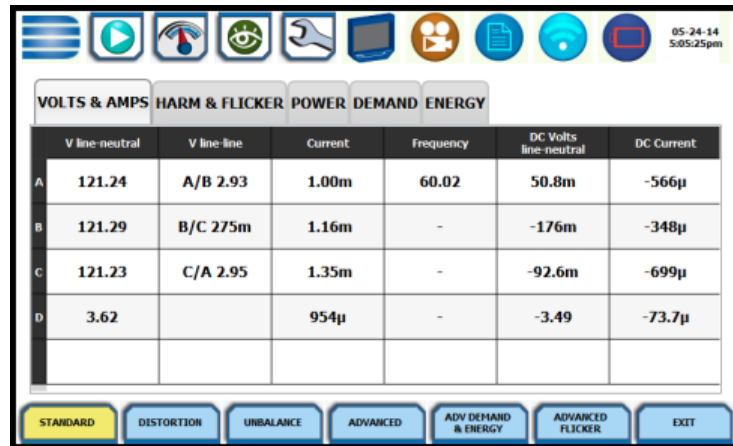 05-24-14
5:05:25pm
VOLTS & AMPS HARM & FLICKER POWER DEMAND ENERGY
V line-neutral V line-line Current Frequency DC Volts line-neutral DC Current
A 121.24 A/B 2.93 1.00m 60.02 50.8m -566µ
B 121.29 B/C 275m 1.16m - -176m -348µ
C 121.23 C/A 2.95 1.35m - -92.6m -699µ
D 3.62 954µ - -3.49 -73.7µ
STANDARD DISTORTION UNBALANCE ADVANCED ADV DEMAND & ENERGY ADVANCED FLICKER EXIT